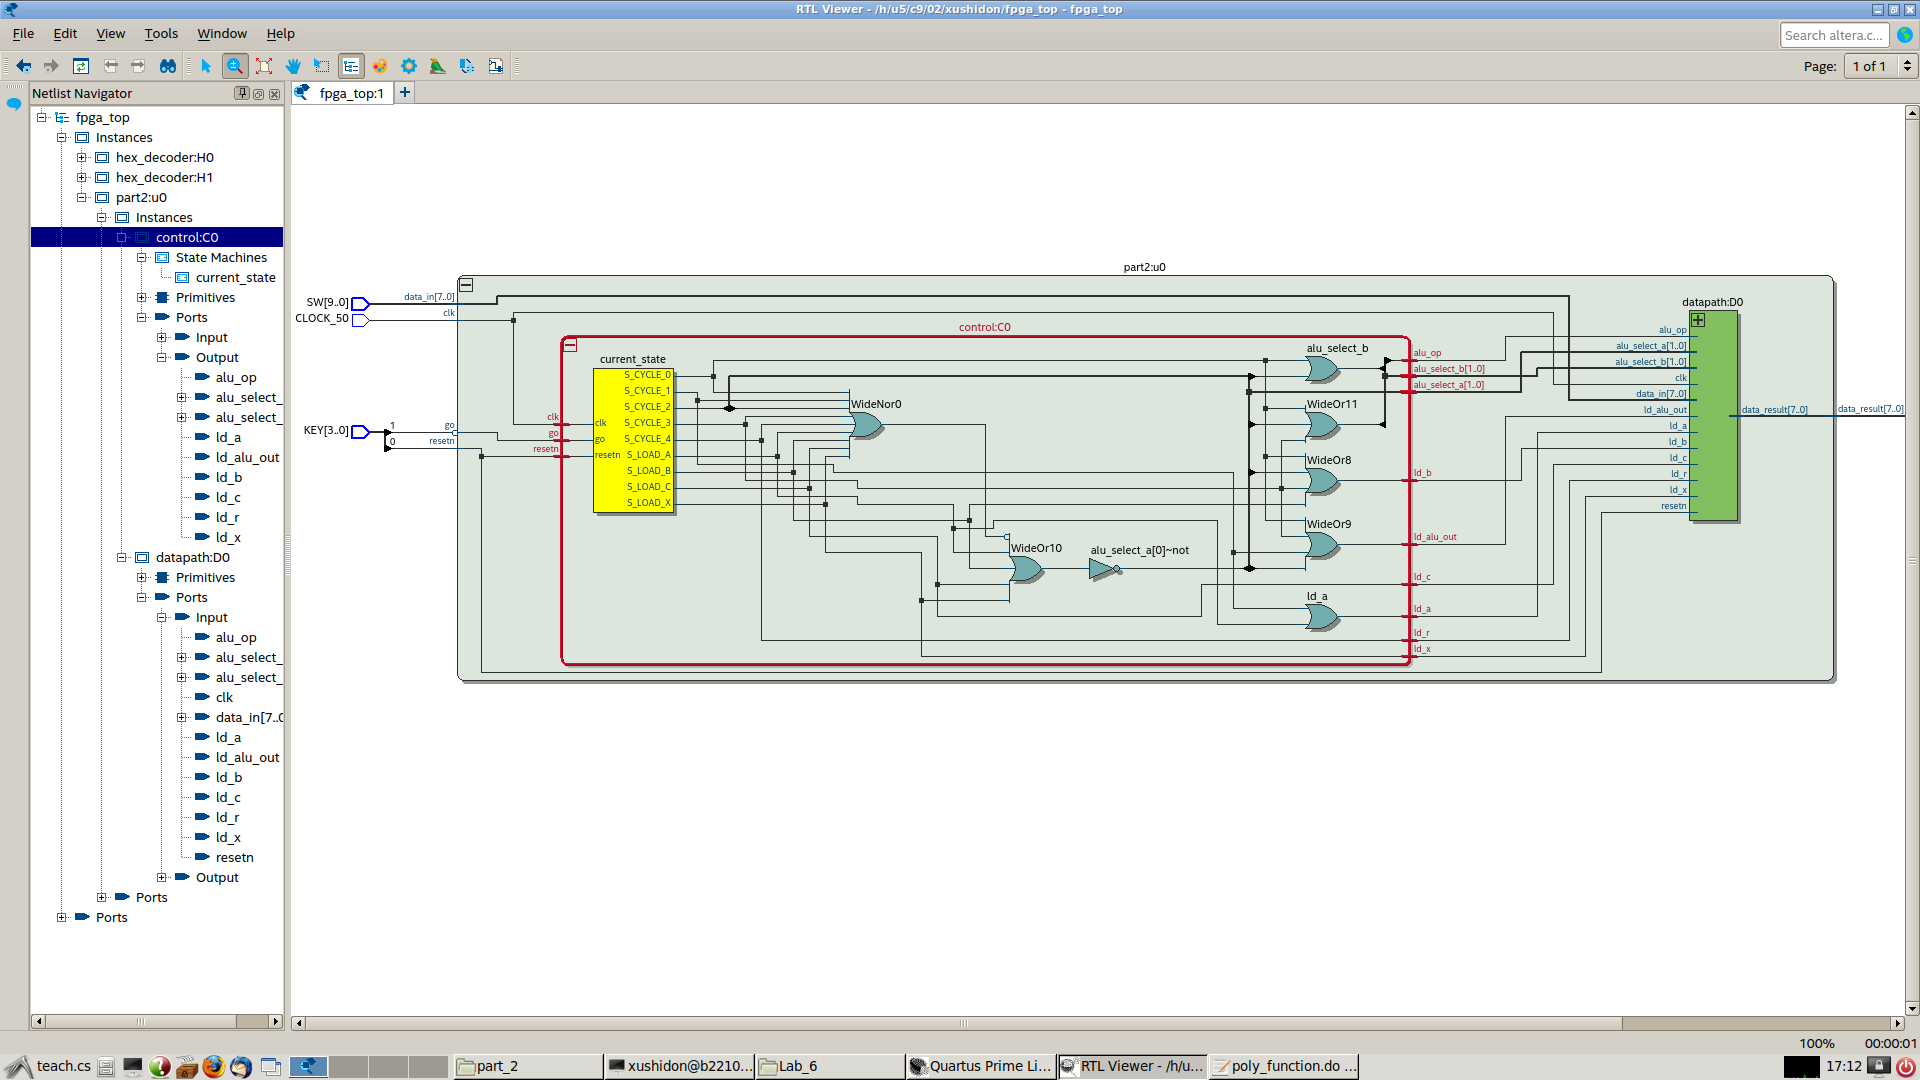 RTL Viewer - /h/u5/c9/02/xushidon/fpga_top - fpga_top
File Edit View Tools Window Help
Search altera.c...
Page: 1 of 1
Netlist Navigator
fpga_top:1
fpga_top
Instances
hex_decoder:H0
hex_decoder:H1
part2:u0
Instances
control:C0
State Machines
current_state
Primitives
Ports
Input
Output
alu_op
alu_select_
alu_select_
ld_a
ld_alu_out
ld_b
ld_c
ld_r
ld_x
datapath:D0
Primitives
Ports
Input
alu_op
alu_select_
alu_select_
clk
data_in[7..0
ld_a
ld_alu_out
ld_b
ld_c
ld_r
ld_x
resetn
Output
Ports
Ports
part2:u0
SW[9..0]
CLOCK_50
KEY[3..0]
1
0
data_in[7..0]
clk
go
resetn
control:C0
clk
go
resetn
current_state
clk
go
resetn
S_CYCLE_0
S_CYCLE_1
S_CYCLE_2
S_CYCLE_3
S_CYCLE_4
S_LOAD_A
S_LOAD_B
S_LOAD_C
S_LOAD_X
WideNor0
WideOr10
alu_select_a[0]~not
alu_select_b
WideOr11
WideOr8
WideOr9
ld_a
alu_op
alu_select_b[1..0]
alu_select_a[1..0]
ld_b
ld_alu_out
ld_c
ld_a
ld_r
ld_x
datapath:D0
alu_op
alu_select_a[1..0]
alu_select_b[1..0]
clk
data_in[7..0]
ld_alu_out
ld_a
ld_b
ld_c
ld_r
ld_x
resetn
data_result[7..0]
data_result[7..0]
100% 00:00:01
teach.cs
part_2
xushidon@b2210...
Lab_6
Quartus Prime Li...
RTL Viewer - /h/u...
poly_function.do ...
17:12